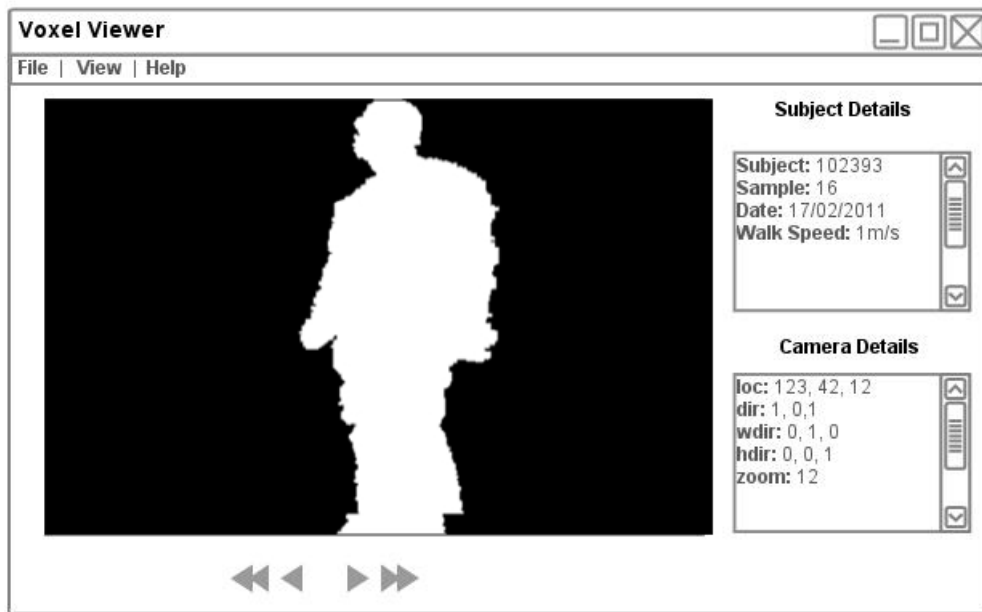 Voxel Viewer
File | View | Help
Subject Details
Subject: 102393
Sample: 16
Date: 17/02/2011
Walk Speed: 1m/s
Camera Details
loc: 123, 42, 12
dir: 1, 0,1
wdir: 0, 1, 0
hdir: 0, 0, 1
zoom: 12